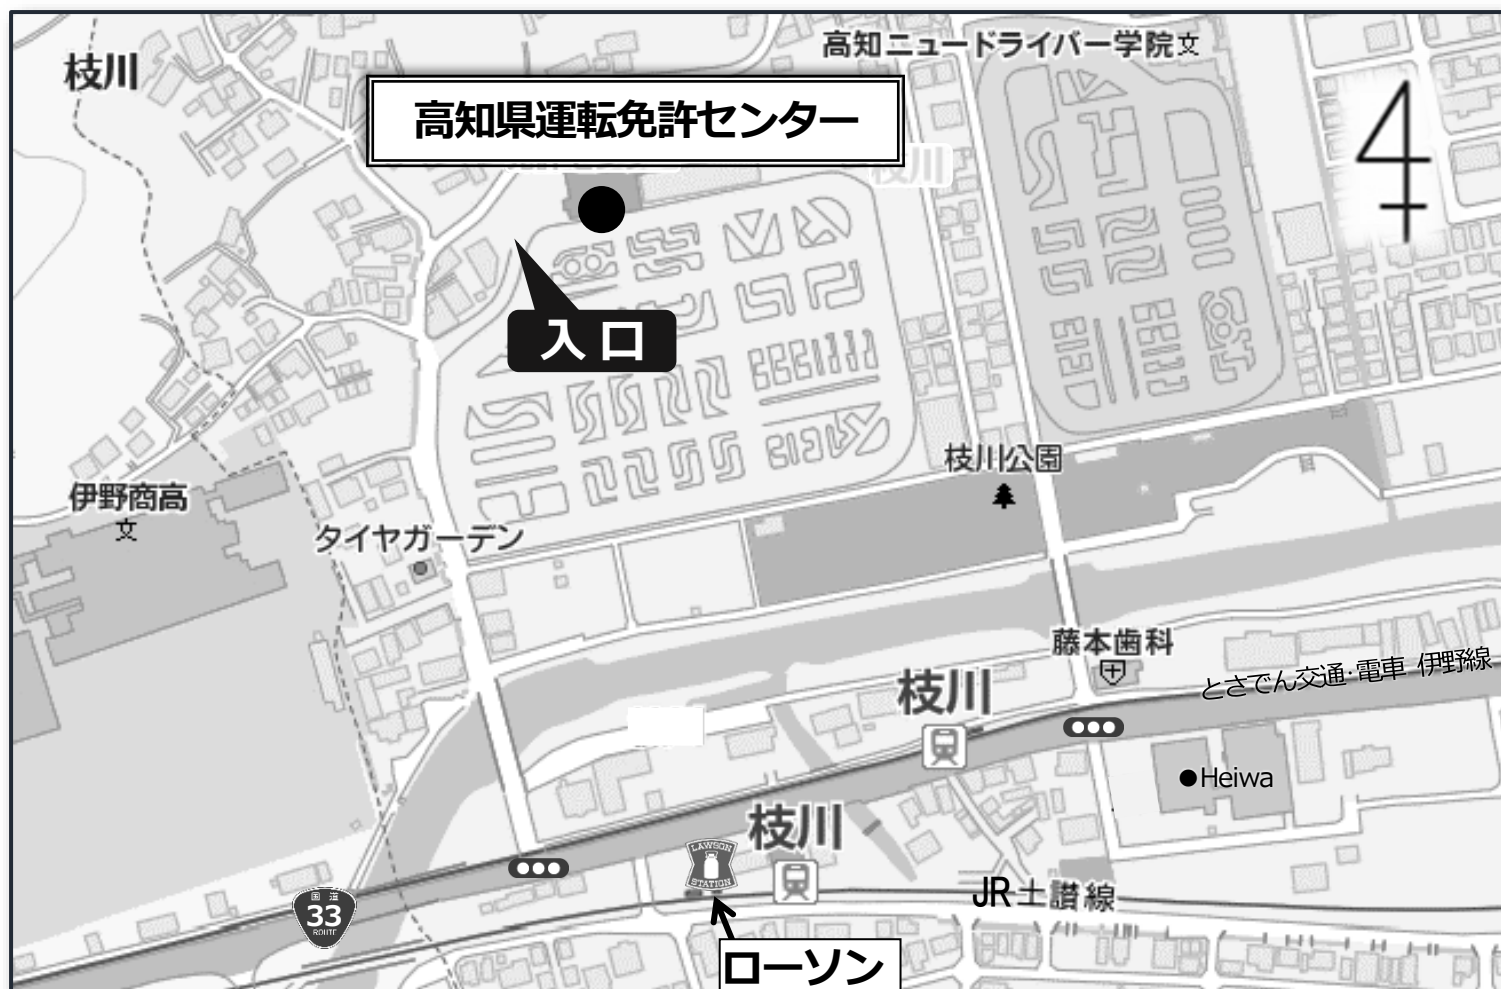 高知ニュードライバー学院
枝川
高知県運転免許センター
枝川
入口
枝川公園
伊野商高
タイヤガーデン
藤本歯科
とさでん交通・電車 伊野線
枝川
Heiwa
枝川
LAWSON
STATION
JR土讃線
国道
33
ROUTE
ローソン